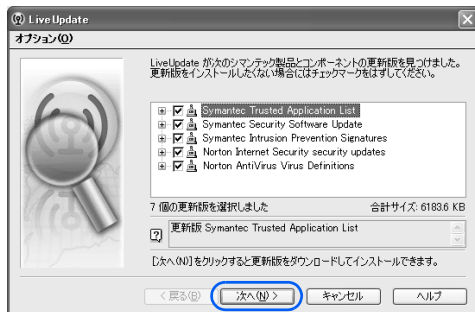 LiveUpdate
オプション(O)
LiveUpdate が次のシマンテック製品とコンポーネントの更新版を見つけました。
更新版をインストールしたくない場合にはチェックマークをはずしてください。
Symantec Trusted Application List
Symantec Security Software Update
Symantec Intrusion Prevention Signatures
Norton Internet Security security updates
Norton AntiVirus Virus Definitions
7 個の更新版を選択しました 合計サイズ: 6183.6 KB
更新版 Symantec Trusted Application List
[次へ(N)]をクリックすると更新版をダウンロードしてインストールできます。
< 戻る(B) 次へ(N) > キャンセル ヘルプ